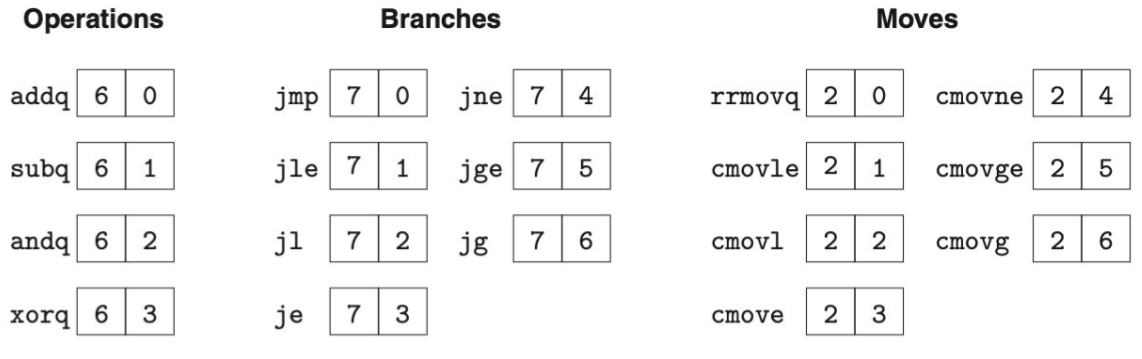 Operations Branches Moves
addq 6 0 jmp 7 0 jne 7 4 rrmovq 2 0 cmovne 2 4
subq 6 1 jle 7 1 jge 7 5 cmovle 2 1 cmovge 2 5
andq 6 2 jl 7 2 jg 7 6 cmovl 2 2 cmovg 2 6
xorq 6 3 je 7 3 cmove 2 3